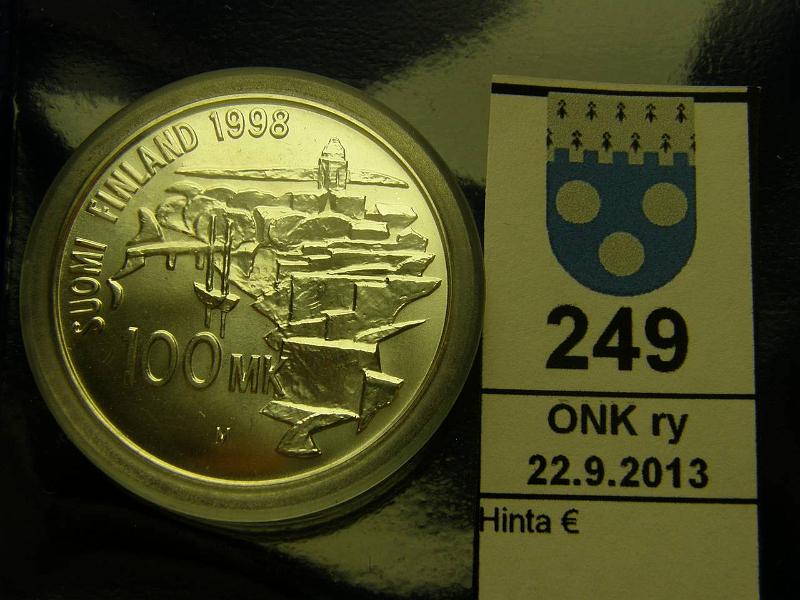 SUOMI FINLAND 1998
100 MK
M
249
ONK ry
22.9.2013
Hinta €